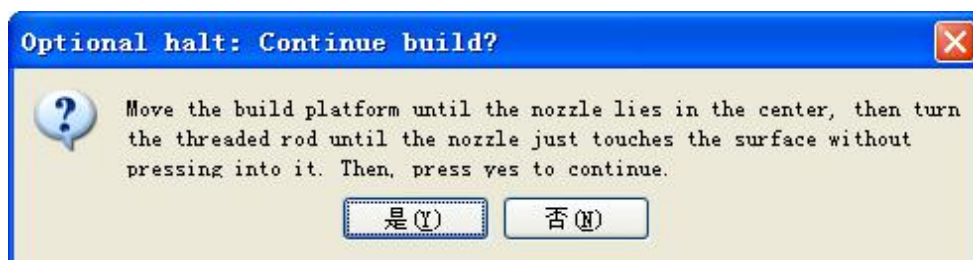 Optional halt: Continue build?
Move the build platform until the nozzle lies in the center, then turn
the threaded rod until the nozzle just touches the surface without
pressing into it. Then, press yes to continue.
是(Y) 否(N)